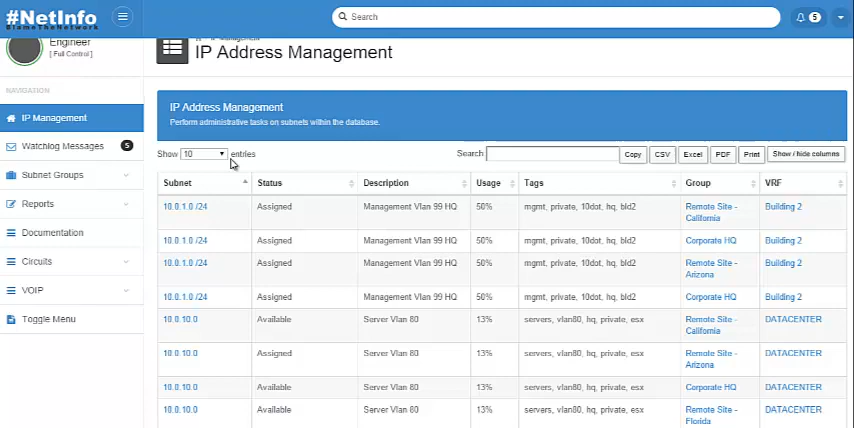 #NetInfo
BlameTheNetwork
Search
5
Engineer
[ Full Control ]
IP Address Management
NAVIGATION
IP Management
Watchlog Messages 5
Subnet Groups
Reports
Documentation
Circuits
VOIP
Toggle Menu
IP Address Management
Perform administrative tasks on subnets within the database.
Show 10 entries
Search: Copy CSV Excel PDF Print Show / hide columns
Subnet Status Description Usage Tags Group VRF
10.0.1.0 /24 Assigned Management Vlan 99 HQ 50% mgmt, private, 10dot, hq, bld2 Remote Site - Building 2
California
10.0.1.0 /24 Assigned Management Vlan 99 HQ 50% mgmt, private, 10dot, hq, bld2 Corporate HQ Building 2
10.0.1.0 /24 Assigned Management Vlan 99 HQ 50% mgmt, private, 10dot, hq, bld2 Remote Site - Building 2
Arizona
10.0.1.0 /24 Assigned Management Vlan 99 HQ 50% mgmt, private, 10dot, hq, bld2 Corporate HQ Building 2
10.0.10.0 Available Server Vlan 80 13% servers, vlan80, hq, private, esx Remote Site - DATACENTER
California
10.0.10.0 Assigned Server Vlan 80 13% servers, vlan80, hq, private, esx Remote Site - DATACENTER
Arizona
10.0.10.0 Available Server Vlan 80 13% servers, vlan80, hq, private, esx Corporate HQ DATACENTER
10.0.10.0 Available Server Vlan 80 13% servers, vlan80, hq, private, esx Remote Site - DATACENTER
Florida